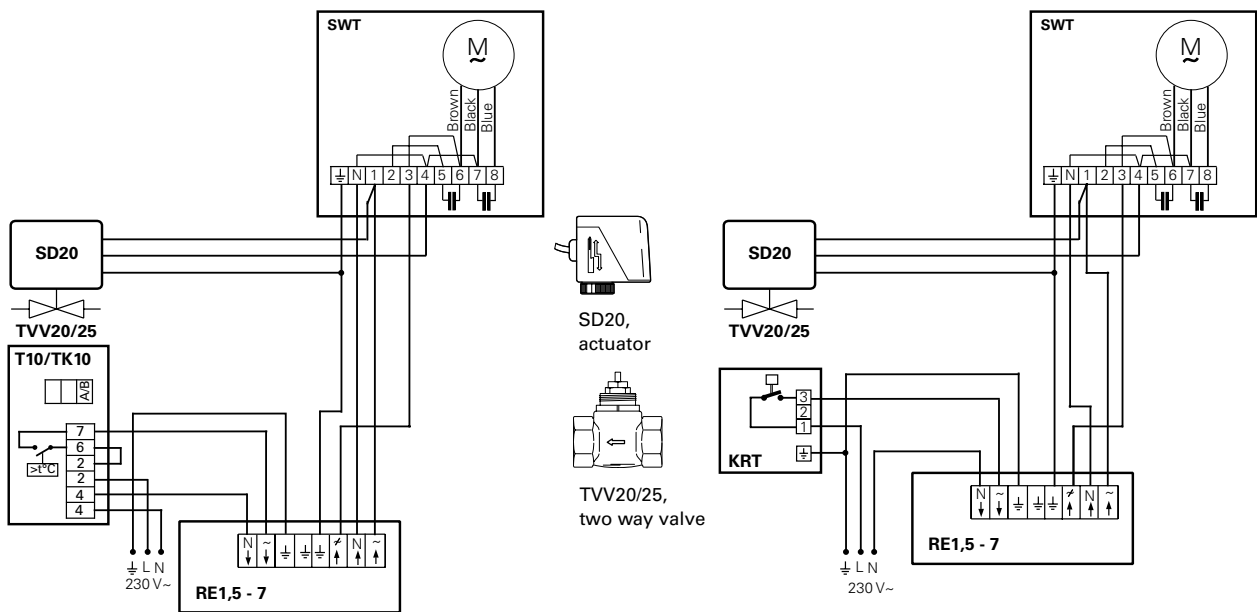 SWT
M
~
Brown
Black
Blue
⏚ N 1 2 3 4 5 6 7 8
SD20
TVV20/25
T10/TK10
A/B
7
6
2
2
4
4
>t°C
⏚ L N
230 V~
N ~ ⏚ ⏚ ⏚ ≁ N ~
RE1,5 - 7
SD20,
actuator
TVV20/25,
two way valve
SWT
M
~
Brown
Black
Blue
⏚ N 1 2 3 4 5 6 7 8
SD20
TVV20/25
3
2
1
⏚
KRT
⏚ L N
230 V~
N ~ ⏚ ⏚ ⏚ ≁ N ~
RE1,5 - 7